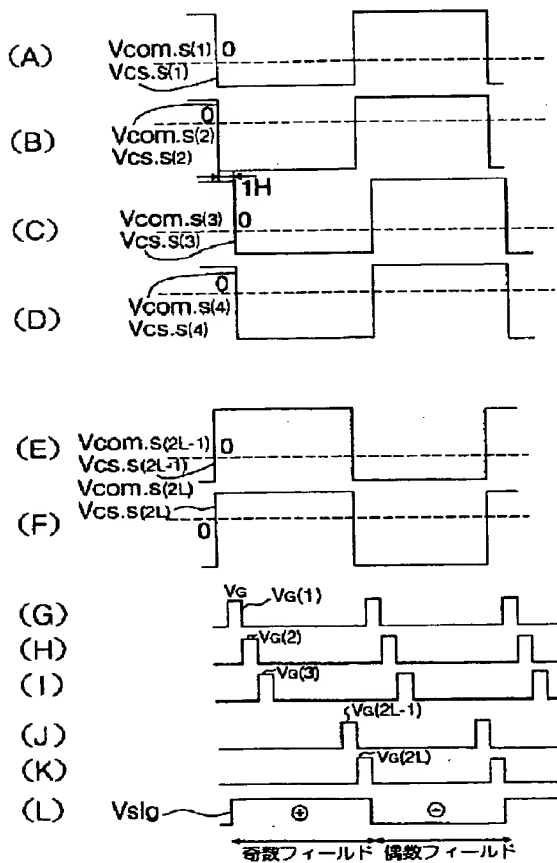 (A)
Vcom.s(1)
0
Vcs.s(1)
(B)
0
Vcom.s(2)
Vcs.s(2)
1H
(C)
Vcom.s(3)
0
Vcs.s(3)
(D)
0
Vcom.s(4)
Vcs.s(4)
(E)
Vcom.s(2L-1)
0
Vcs.s(2L-1)
(F)
Vcom.s(2L)
Vcs.s(2L)
0
(G)
VG
VG(1)
(H)
VG(2)
(I)
VG(3)
(J)
VG(2L-1)
(K)
VG(2L)
(L)
Vsig
⊕
⊖
奇数フィールド
偶数フィールド